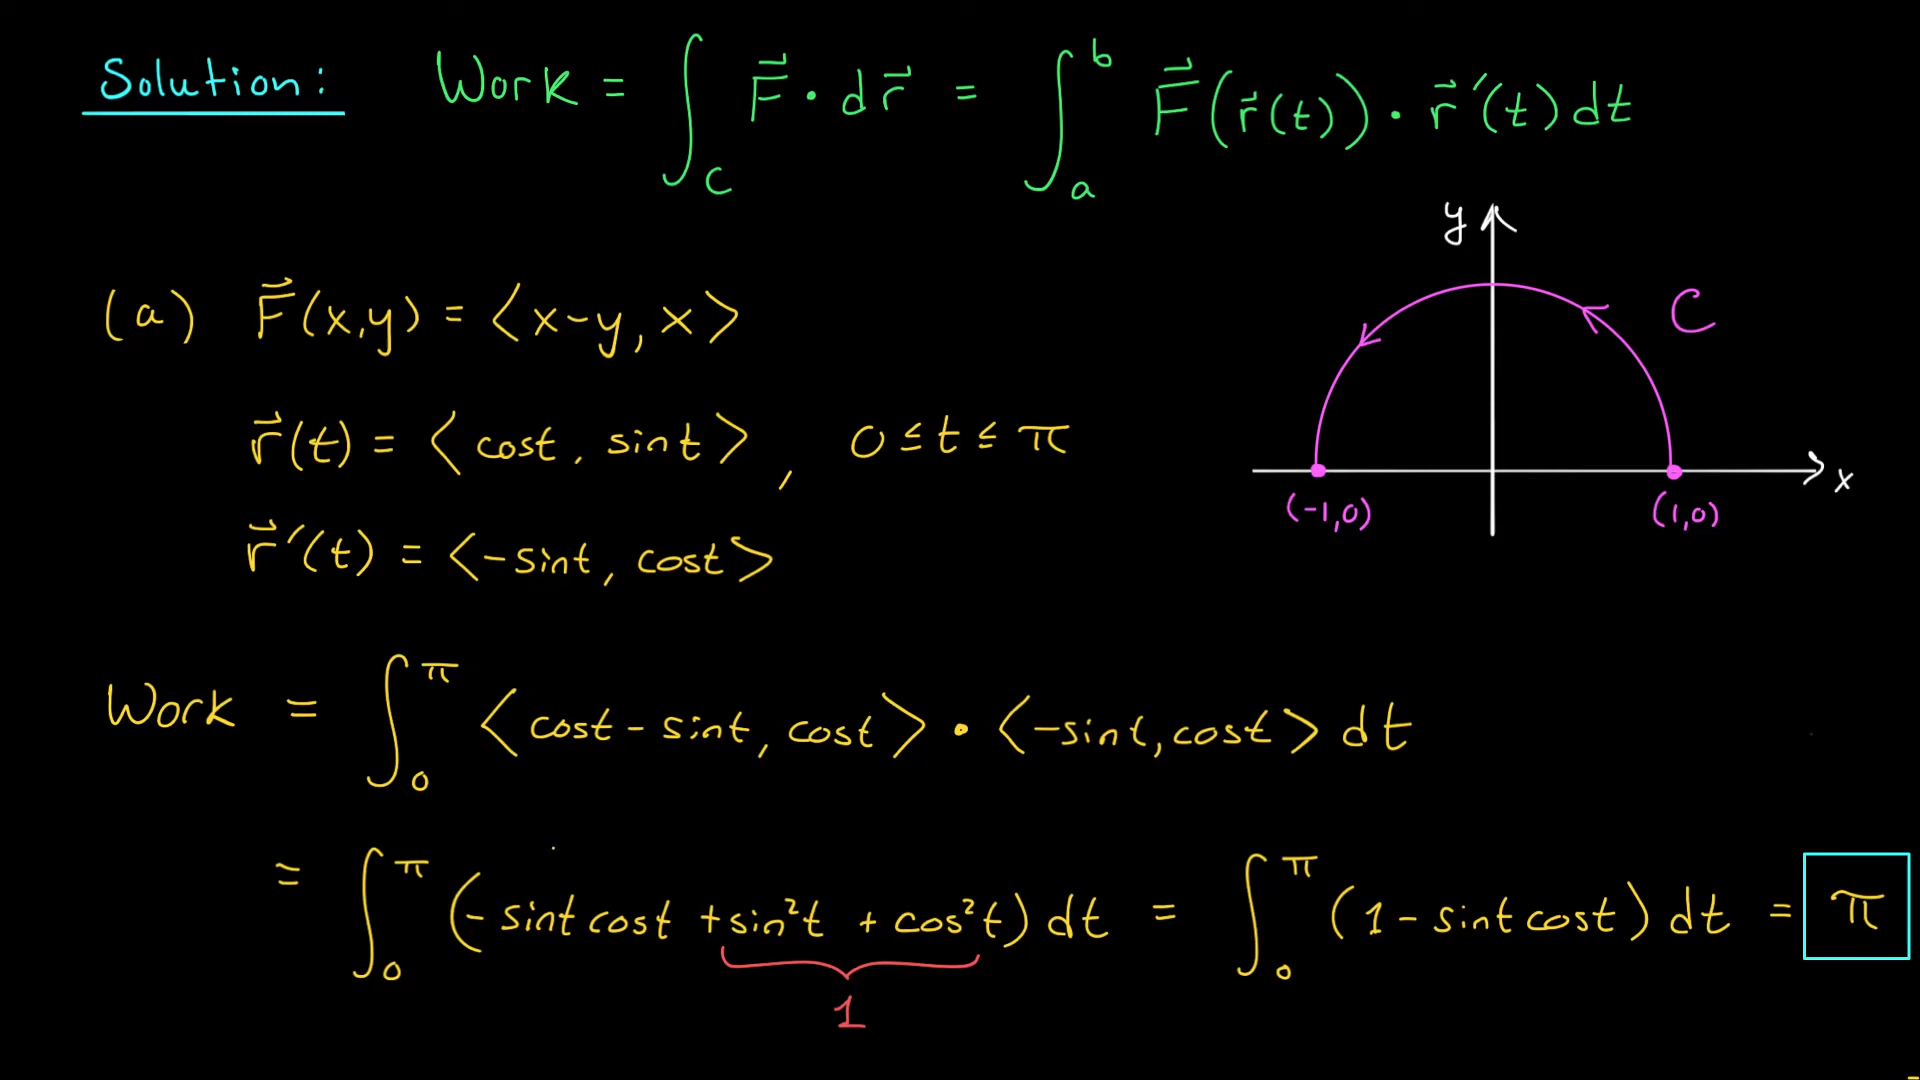 Solution: Work = ∫_C F⃗ · dr⃗ = ∫_a^b F⃗(r⃗(t)) · r⃗′(t) dt
y
(a) F⃗(x,y) = ⟨x-y, x⟩
C
r⃗(t) = ⟨cost, sint⟩, 0 ≤ t ≤ π
x
(-1,0) (1,0)
r⃗′(t) = ⟨-sint, cost⟩
Work = ∫_0^π ⟨cost - sint, cost⟩ · ⟨-sint, cost⟩ dt
= ∫_0^π (-sint cost + sin²t + cos²t) dt = ∫_0^π (1 - sint cost) dt = π
1